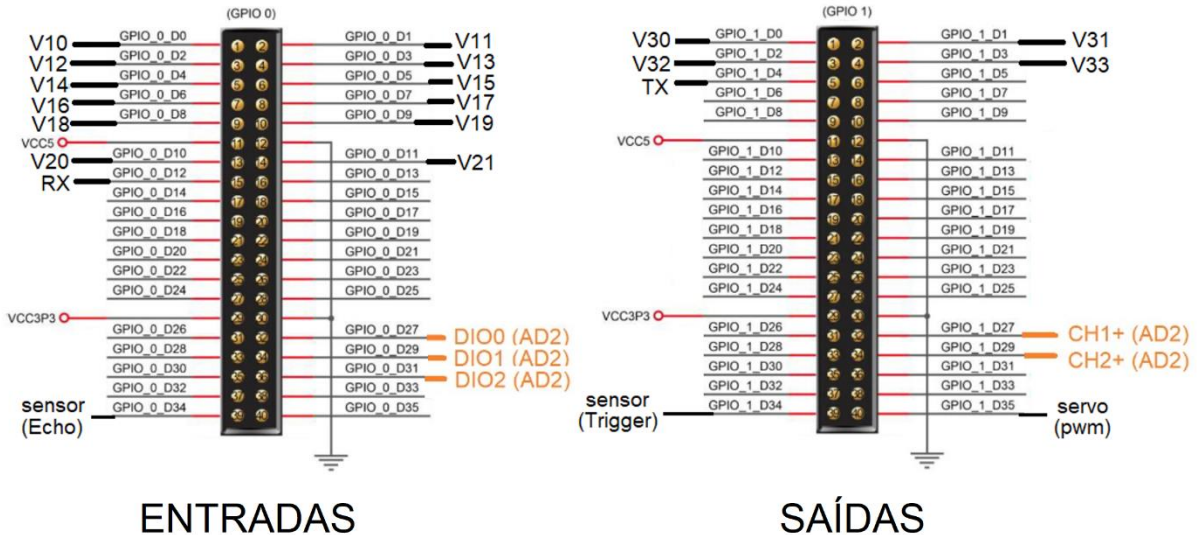 (GPIO 0)
V10 GPIO_0_D0 1 2 GPIO_0_D1 V11
V12 GPIO_0_D2 3 4 GPIO_0_D3 V13
V14 GPIO_0_D4 5 6 GPIO_0_D5 V15
V16 GPIO_0_D6 7 8 GPIO_0_D7 V17
V18 GPIO_0_D8 9 10 GPIO_0_D9 V19
VCC5 11 12
V20 GPIO_0_D10 13 14 GPIO_0_D11 V21
RX GPIO_0_D12 15 16 GPIO_0_D13
GPIO_0_D14 17 18 GPIO_0_D15
GPIO_0_D16 19 20 GPIO_0_D17
GPIO_0_D18 21 22 GPIO_0_D19
GPIO_0_D20 23 24 GPIO_0_D21
GPIO_0_D22 25 26 GPIO_0_D23
GPIO_0_D24 27 28 GPIO_0_D25
VCC3P3 29 30
GPIO_0_D26 31 32 GPIO_0_D27 DIO0 (AD2)
GPIO_0_D28 33 34 GPIO_0_D29 DIO1 (AD2)
GPIO_0_D30 35 36 GPIO_0_D31 DIO2 (AD2)
GPIO_0_D32 37 38 GPIO_0_D33
sensor
(Echo) GPIO_0_D34 39 40 GPIO_0_D35
ENTRADAS
(GPIO 1)
V30 GPIO_1_D0 1 2 GPIO_1_D1 V31
V32 GPIO_1_D2 3 4 GPIO_1_D3 V33
TX GPIO_1_D4 5 6 GPIO_1_D5
GPIO_1_D6 7 8 GPIO_1_D7
GPIO_1_D8 9 10 GPIO_1_D9
VCC5 11 12
GPIO_1_D10 13 14 GPIO_1_D11
GPIO_1_D12 15 16 GPIO_1_D13
GPIO_1_D14 17 18 GPIO_1_D15
GPIO_1_D16 19 20 GPIO_1_D17
GPIO_1_D18 21 22 GPIO_1_D19
GPIO_1_D20 23 24 GPIO_1_D21
GPIO_1_D22 25 26 GPIO_1_D23
GPIO_1_D24 27 28 GPIO_1_D25
VCC3P3 29 30
GPIO_1_D26 31 32 GPIO_1_D27 CH1+ (AD2)
GPIO_1_D28 33 34 GPIO_1_D29 CH2+ (AD2)
GPIO_1_D30 35 36 GPIO_1_D31
GPIO_1_D32 37 38 GPIO_1_D33
sensor
(Trigger) GPIO_1_D34 39 40 GPIO_1_D35 servo
(pwm)
SAÍDAS